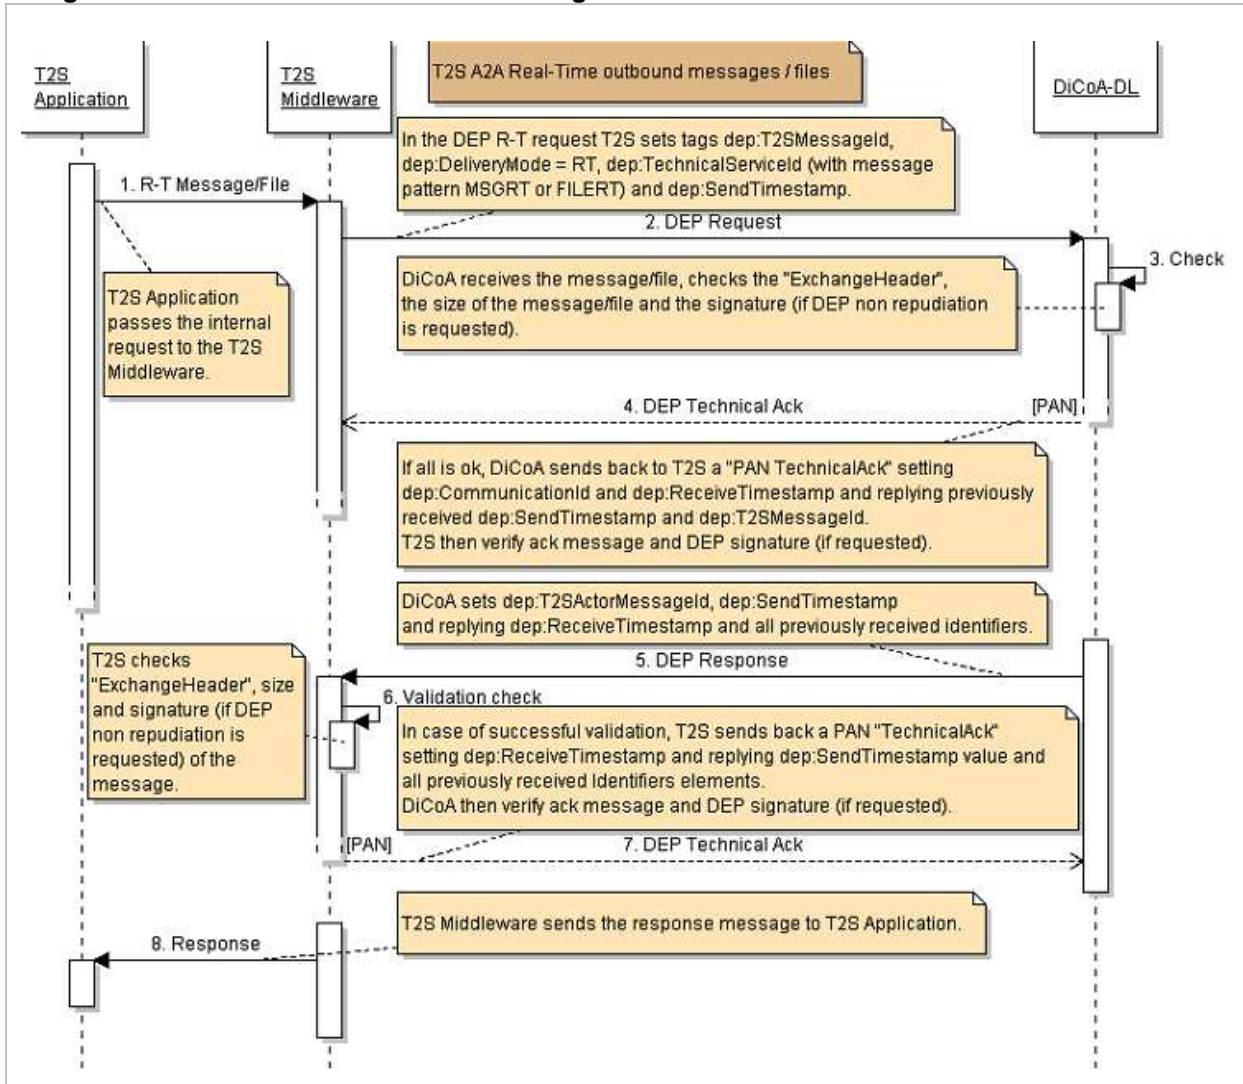 T2S
Application
T2S
Middleware
T2S A2A Real-Time outbound messages / files
DiCoA-DL
In the DEP R-T request T2S sets tags dep:T2SMessageId,
dep:DeliveryMode = RT, dep:TechnicalServiceId (with message
pattern MSGRT or FILERT) and dep:SendTimestamp.
1. R-T Message/File
2. DEP Request
3. Check
T2S Application
passes the internal
request to the T2S
Middleware.
DiCoA receives the message/file, checks the "ExchangeHeader",
the size of the message/file and the signature (if DEP non repudiation
is requested).
4. DEP Technical Ack
[PAN]
If all is ok, DiCoA sends back to T2S a "PAN TechnicalAck" setting
dep:CommunicationId and dep:ReceiveTimestamp and replying previously
received dep:SendTimestamp and dep:T2SMessageId.
T2S then verify ack message and DEP signature (if requested).
DiCoA sets dep:T2SActorMessageId, dep:SendTimestamp
and replying dep:ReceiveTimestamp and all previously received identifiers.
5. DEP Response
T2S checks
"ExchangeHeader", size
and signature (if DEP
non repudiation is
requested) of the
message.
6. Validation check
In case of successful validation, T2S sends back a PAN "TechnicalAck"
setting dep:ReceiveTimestamp and replying dep:SendTimestamp value and
all previously received Identifiers elements.
DiCoA then verify ack message and DEP signature (if requested).
[PAN]
7. DEP Technical Ack
T2S Middleware sends the response message to T2S Application.
8. Response